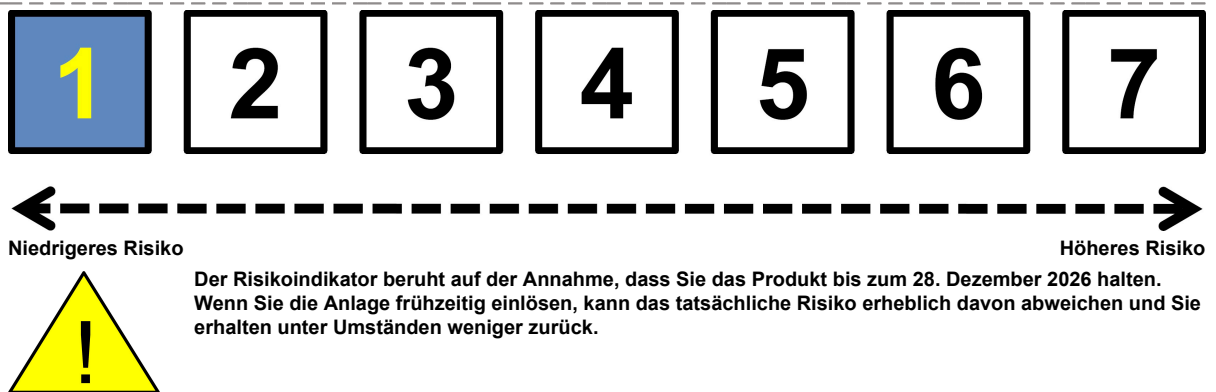 1 2 3 4 5 6 7
Niedrigeres Risiko Höheres Risiko
Der Risikoindikator beruht auf der Annahme, dass Sie das Produkt bis zum 28. Dezember 2026 halten.
Wenn Sie die Anlage frühzeitig einlösen, kann das tatsächliche Risiko erheblich davon abweichen und Sie
erhalten unter Umständen weniger zurück.
!